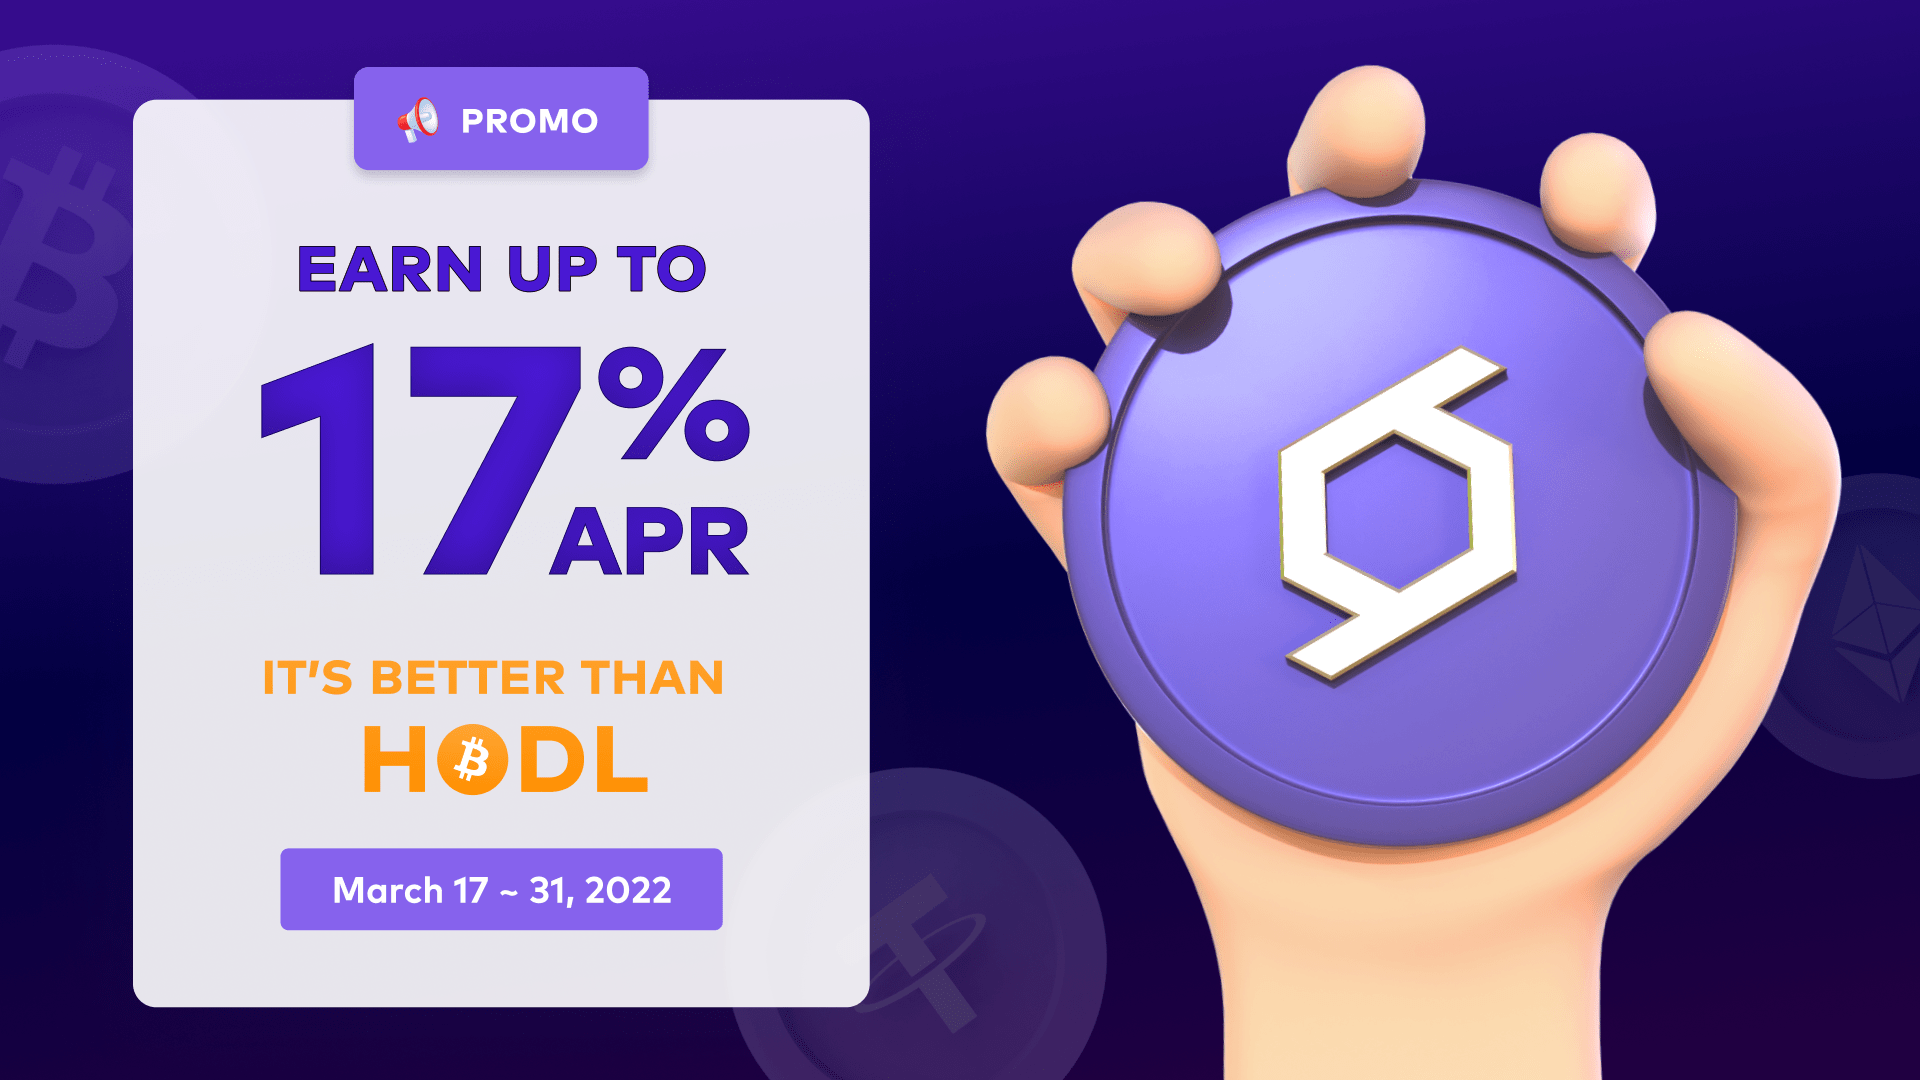 PROMO
EARN UP TO
17%
APR
IT'S BETTER THAN
HODL
March 17 ~ 31, 2022